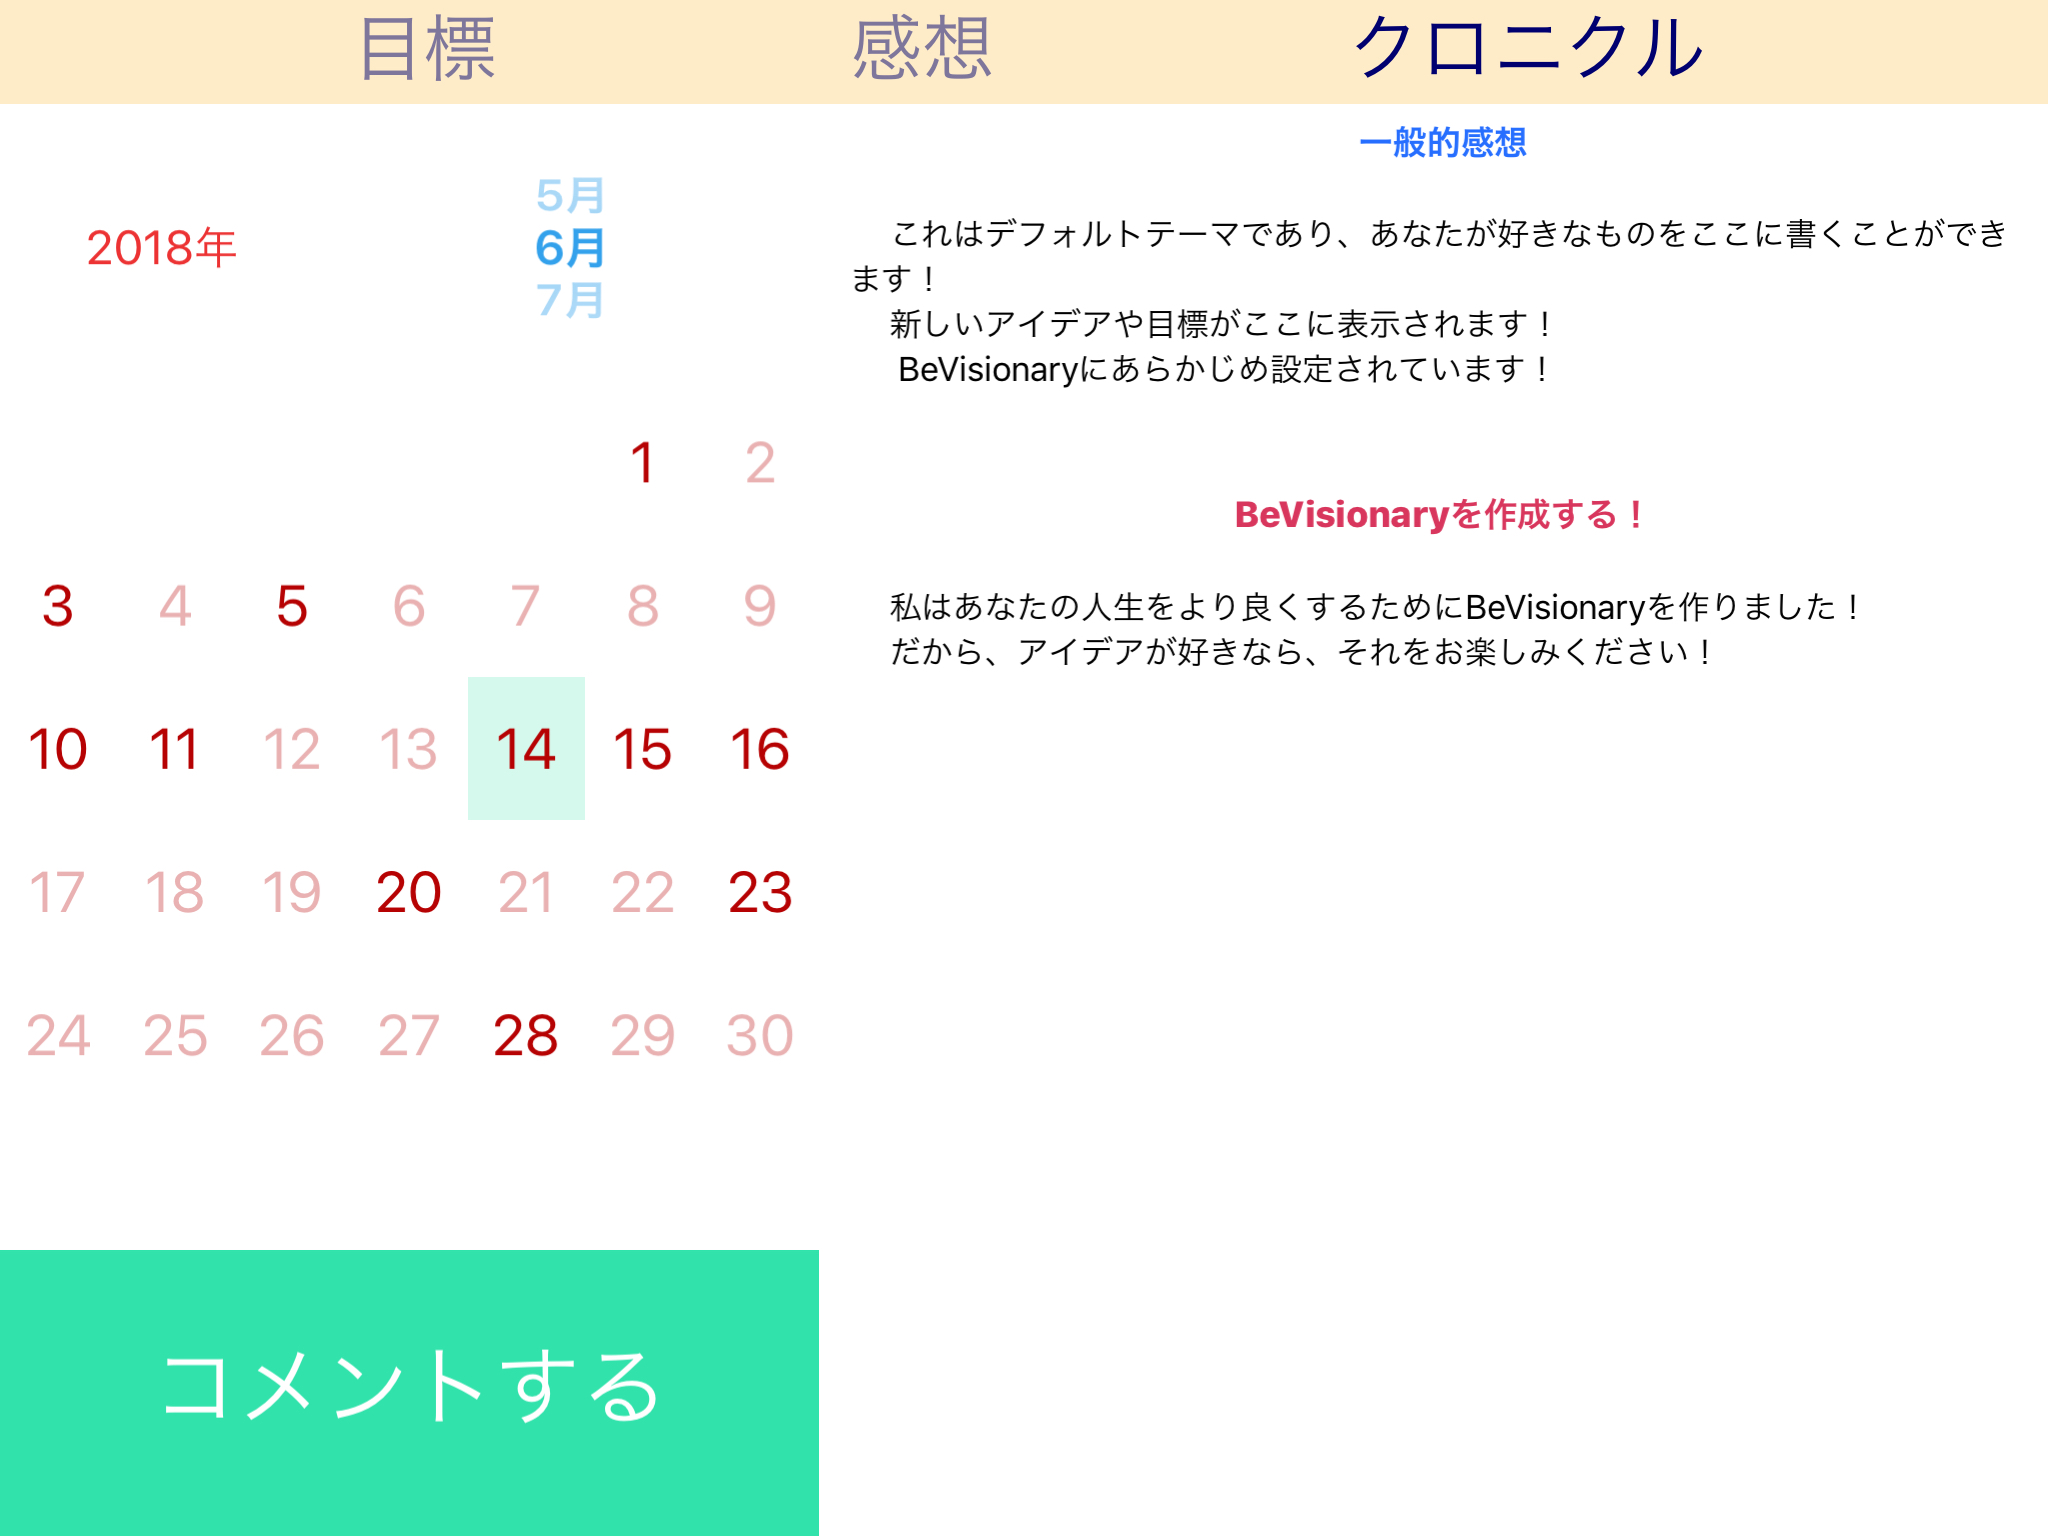 目標 感想 クロニクル
5月
2018年 6月
7月
1 2
3 4 5 6 7 8 9
10 11 12 13 14 15 16
17 18 19 20 21 22 23
24 25 26 27 28 29 30
コメントする
一般的感想
これはデフォルトテーマであり、あなたが好きなものをここに書くことができ
ます！
新しいアイデアや目標がここに表示されます！
BeVisionaryにあらかじめ設定されています！
BeVisionaryを作成する！
私はあなたの人生をより良くするためにBeVisionaryを作りました！
だから、アイデアが好きなら、それをお楽しみください！